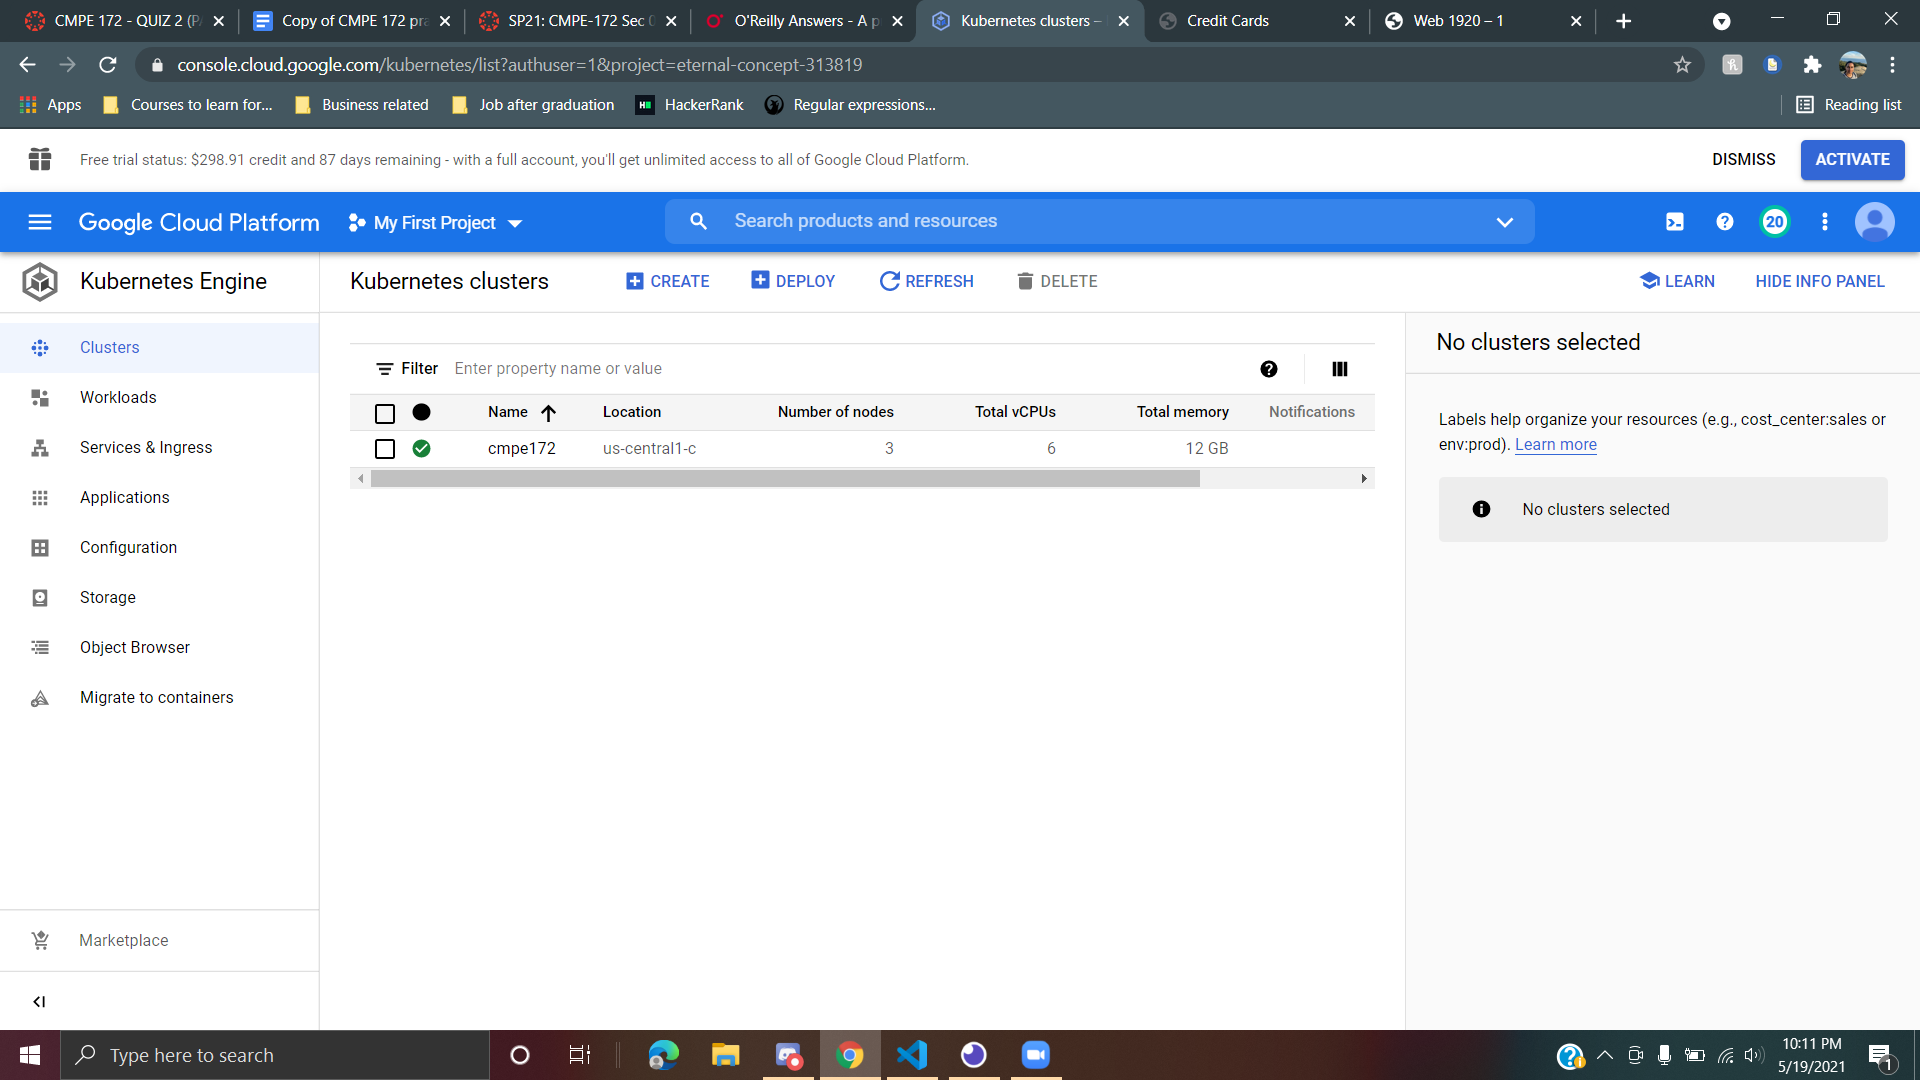 CMPE 172 - QUIZ 2 (PA
Copy of CMPE 172 pra
SP21: CMPE-172 Sec 0
O'Reilly Answers - A p
Kubernetes clusters –
Credit Cards
Web 1920 – 1
console.cloud.google.com/kubernetes/list?authuser=1&project=eternal-concept-313819
Apps
Courses to learn for...
Business related
Job after graduation
HackerRank
Regular expressions...
Reading list
Free trial status: $298.91 credit and 87 days remaining - with a full account, you'll get unlimited access to all of Google Cloud Platform.
DISMISS
ACTIVATE
Google Cloud Platform
My First Project
Search products and resources
20
Kubernetes Engine
Kubernetes clusters
CREATE
DEPLOY
REFRESH
DELETE
LEARN
HIDE INFO PANEL
Clusters
Workloads
Services & Ingress
Applications
Configuration
Storage
Object Browser
Migrate to containers
Marketplace
Filter Enter property name or value
Name Location Number of nodes Total vCPUs Total memory Notifications
cmpe172 us-central1-c 3 6 12 GB
No clusters selected
Labels help organize your resources (e.g., cost_center:sales or
env:prod). Learn more
No clusters selected
Type here to search
10:11 PM
5/19/2021
1